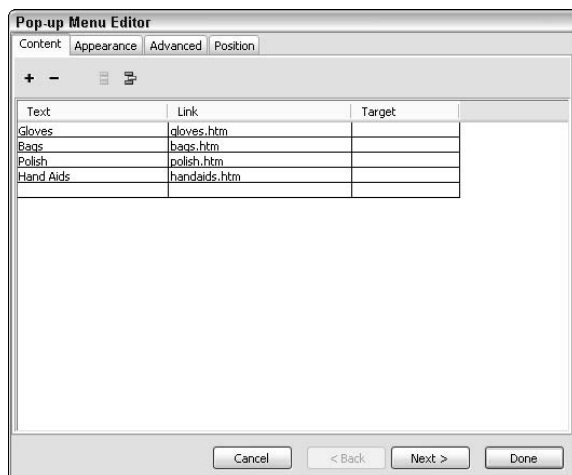 Pop-up Menu Editor
Content Appearance Advanced Position
+ −
Text Link Target
Gloves gloves.htm
Bags bags.htm
Polish polish.htm
Hand Aids handaids.htm
Cancel < Back Next > Done